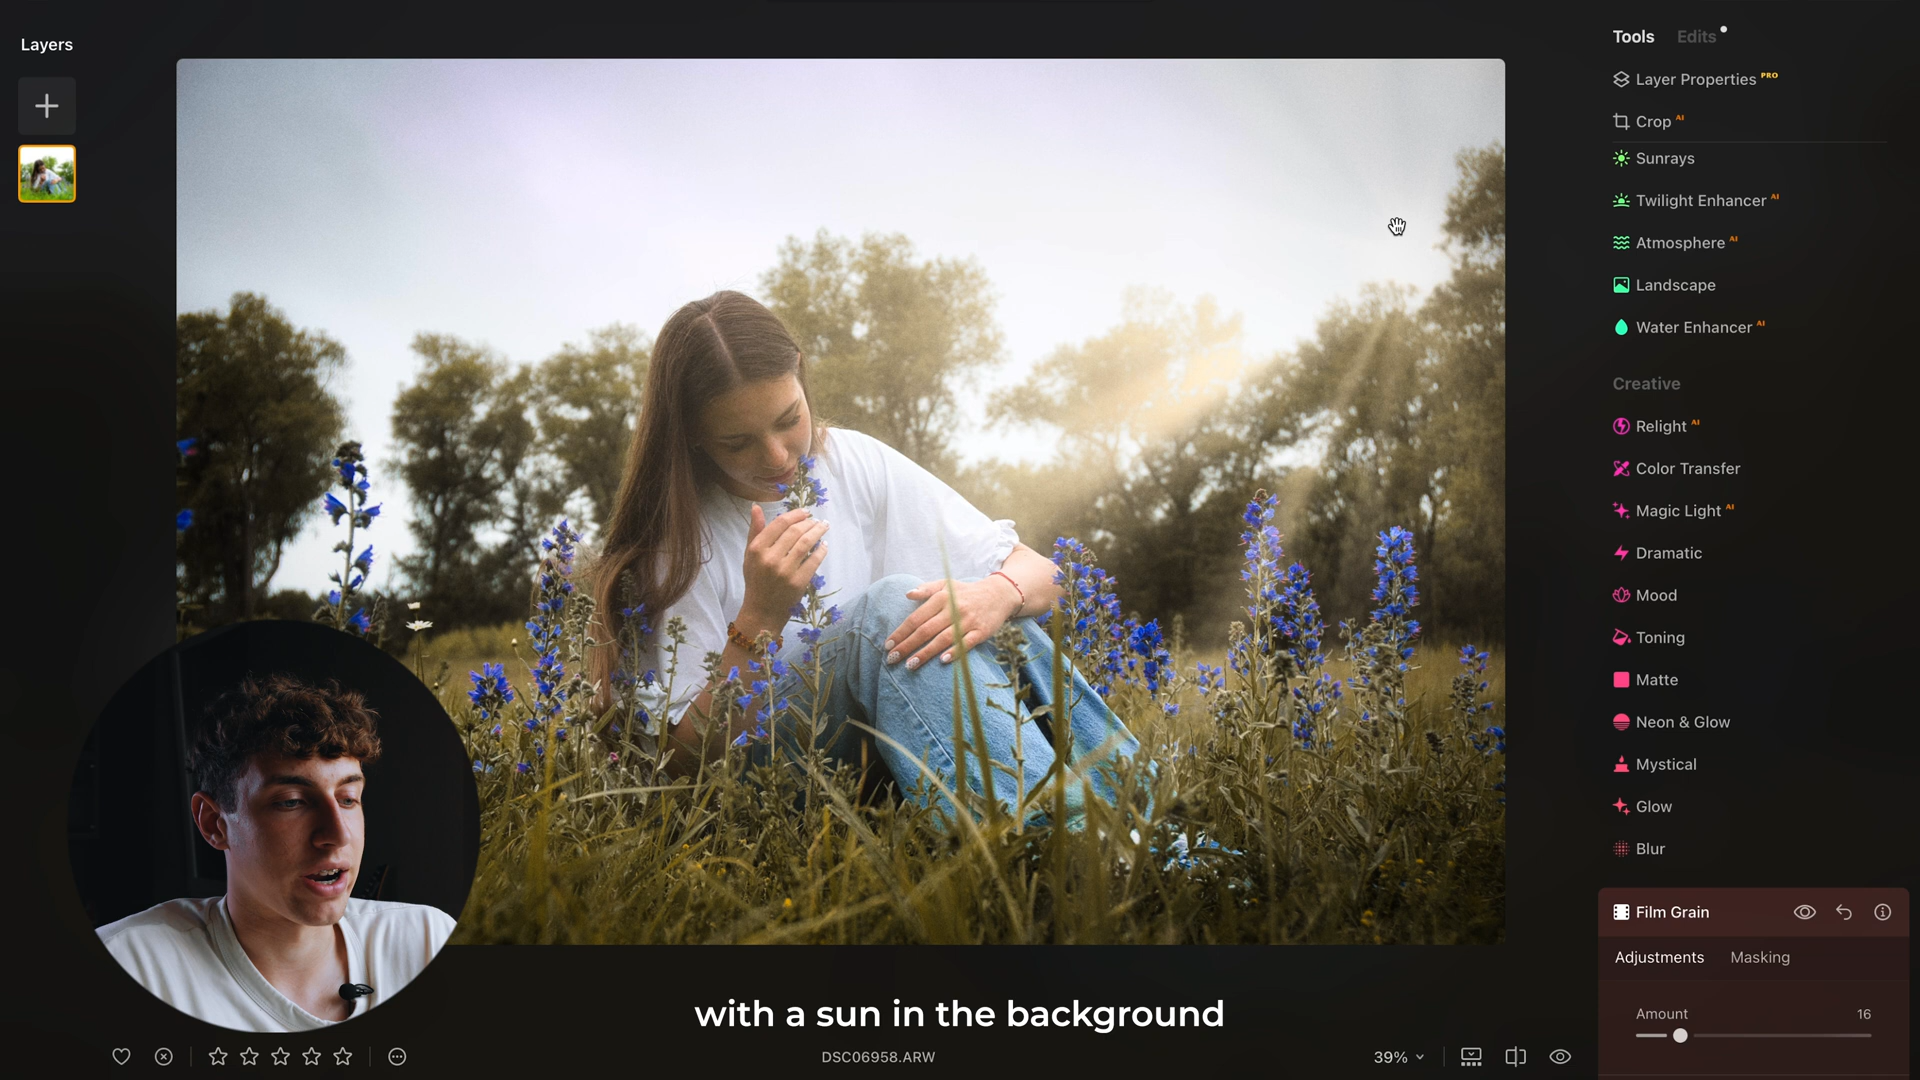 Layers
Tools Edits
Layer Properties PRO
Crop AI
Sunrays
Twilight Enhancer AI
Atmosphere AI
Landscape
Water Enhancer AI
Creative
Relight AI
Color Transfer
Magic Light AI
Dramatic
Mood
Toning
Matte
Neon & Glow
Mystical
Glow
Blur
Film Grain
Adjustments Masking
Amount 16
with a sun in the background
DSC06958.ARW
39%